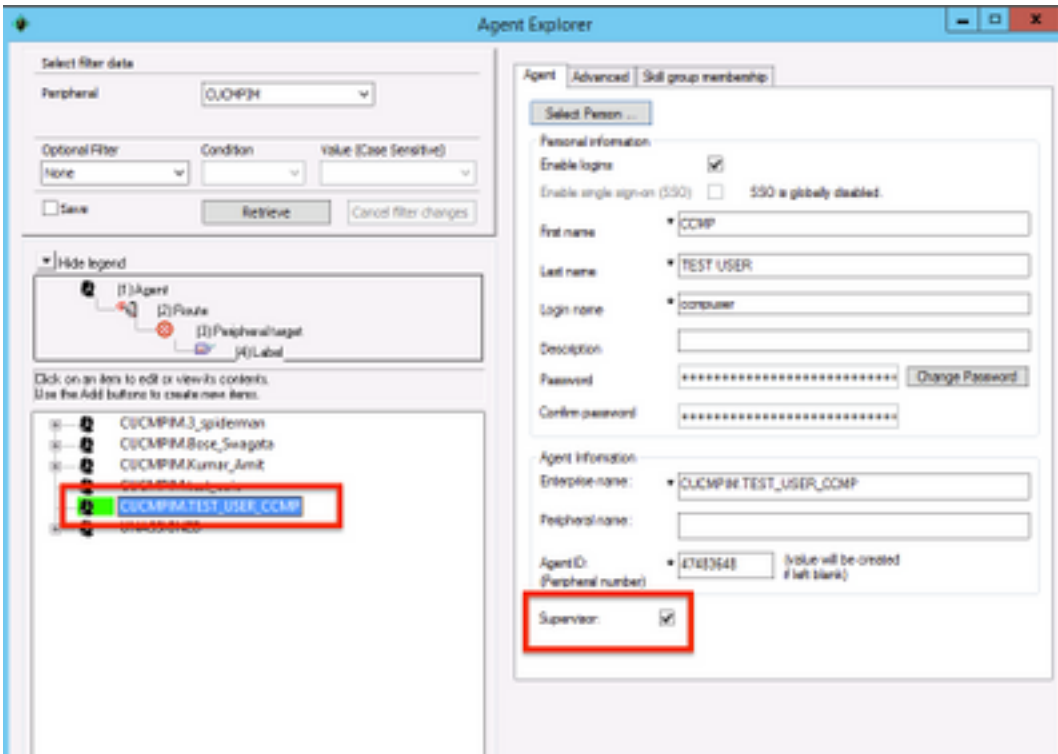 Agent Explorer
Select filter data
Peripheral
CUCMPIM
Optional Filter
Condition
Value (Case Sensitive)
None
Save
Retrieve
Cancel filter changes
Hide legend
(1) Agent
(2) Route
(3) Peripheral target
(4) Label
Click on an item to edit or view its contents.
Use the Add buttons to create new items.
CUCMPIM.3_spiderman
CUCMPIM.Bose_Swagata
CUCMPIM.Kumar_Amit
CUCMPIM.TEST_USER_CCMP
UNASSIGNED
Agent
Advanced
Skill group membership
Select Person ...
Personal information
Enable logins
Enable single sign-on (SSO)
SSO is globally disabled.
First name
* CCMP
Last name
* TEST USER
Login name
* ccmpuser
Description
Password
Change Password
Confirm password
Agent Information
Enterprise name :
* CUCMPIM.TEST_USER_CCMP
Peripheral name :
Agent ID:
(Peripheral number)
* 47483648
(value will be created
if left blank)
Supervisor: